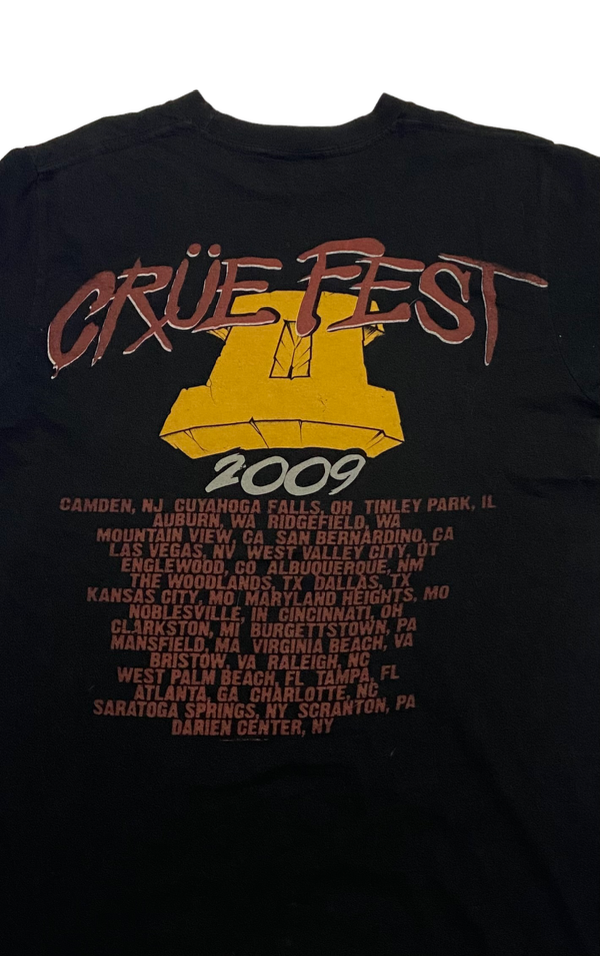 CRÜE FEST
II
2009
CAMDEN, NJ CUYAHOGA FALLS, OH TINLEY PARK, IL
AUBURN, WA RIDGEFIELD, WA
MOUNTAIN VIEW, CA SAN BERNARDINO, CA
LAS VEGAS, NV WEST VALLEY CITY, UT
ENGLEWOOD, CO ALBUQUERQUE, NM
THE WOODLANDS, TX DALLAS, TX
KANSAS CITY, MO MARYLAND HEIGHTS, MO
NOBLESVILLE, IN CINCINNATI, OH
CLARKSTON, MI BURGETTSTOWN, PA
MANSFIELD, MA VIRGINIA BEACH, VA
BRISTOW, VA RALEIGH, NC
WEST PALM BEACH, FL TAMPA, FL
ATLANTA, GA CHARLOTTE, NC
SARATOGA SPRINGS, NY SCRANTON, PA
DARIEN CENTER, NY